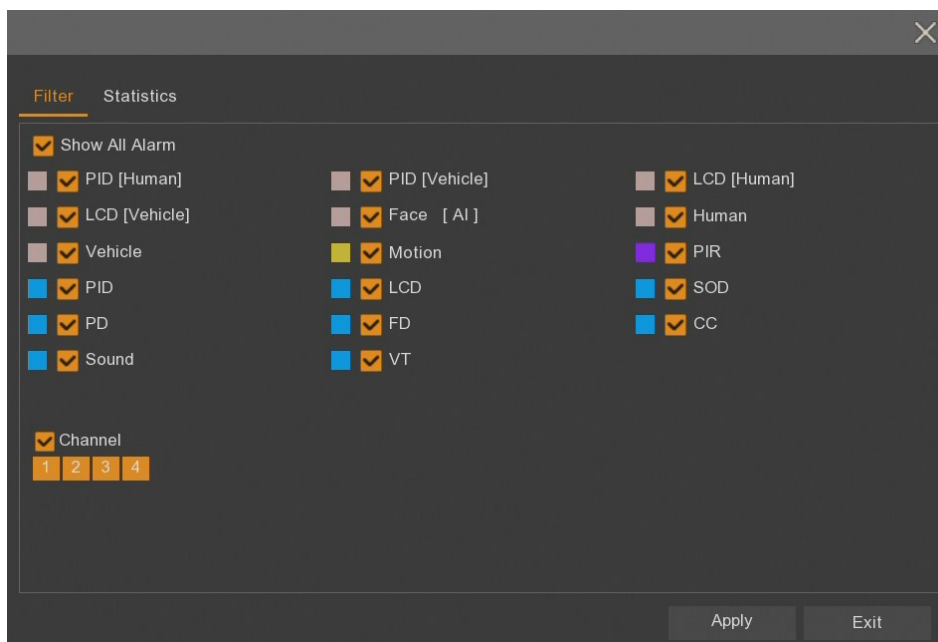 Filter Statistics
Show All Alarm
PID [Human] PID [Vehicle] LCD [Human]
LCD [Vehicle] Face [ AI ] Human
Vehicle Motion PIR
PID LCD SOD
PD FD CC
Sound VT
Channel
1 2 3 4
Apply Exit